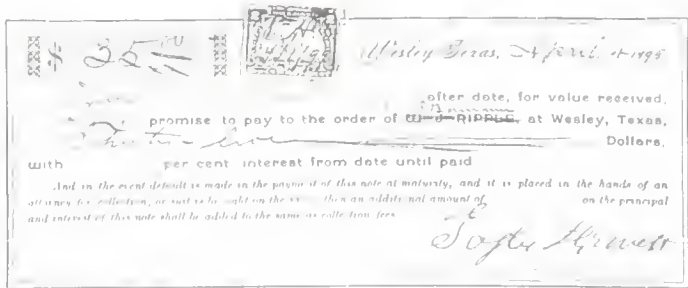 $ 35 00
Wesley Texas, April 1895
after date, for value received,
promise to pay to the order of W J RIPPLE, at Wesley, Texas,
Thirty five Dollars,
with per cent interest from date until paid
And in the event default is made in the payment of this note at maturity, and it is placed in the hands of an
attorney for collection, or suit is brought on the same then an additional amount of on the principal
and interest of this note shall be added to the same as collection fees